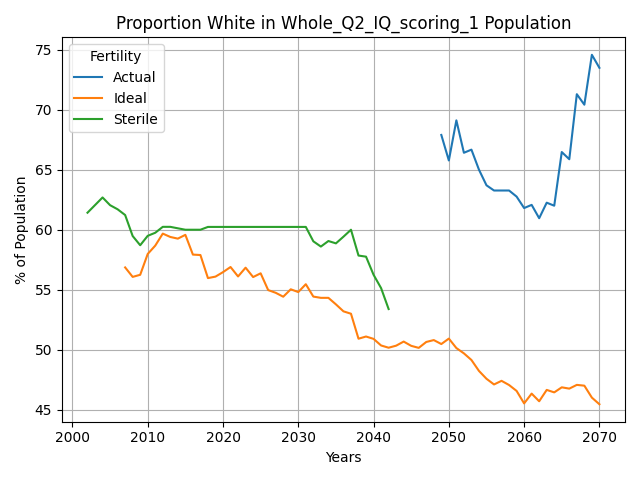 Proportion White in Whole_Q2_IQ_scoring_1 Population
Fertility
Actual
Ideal
Sterile
% of Population
75
70
65
60
55
50
45
2000 2010 2020 2030 2040 2050 2060 2070
Years